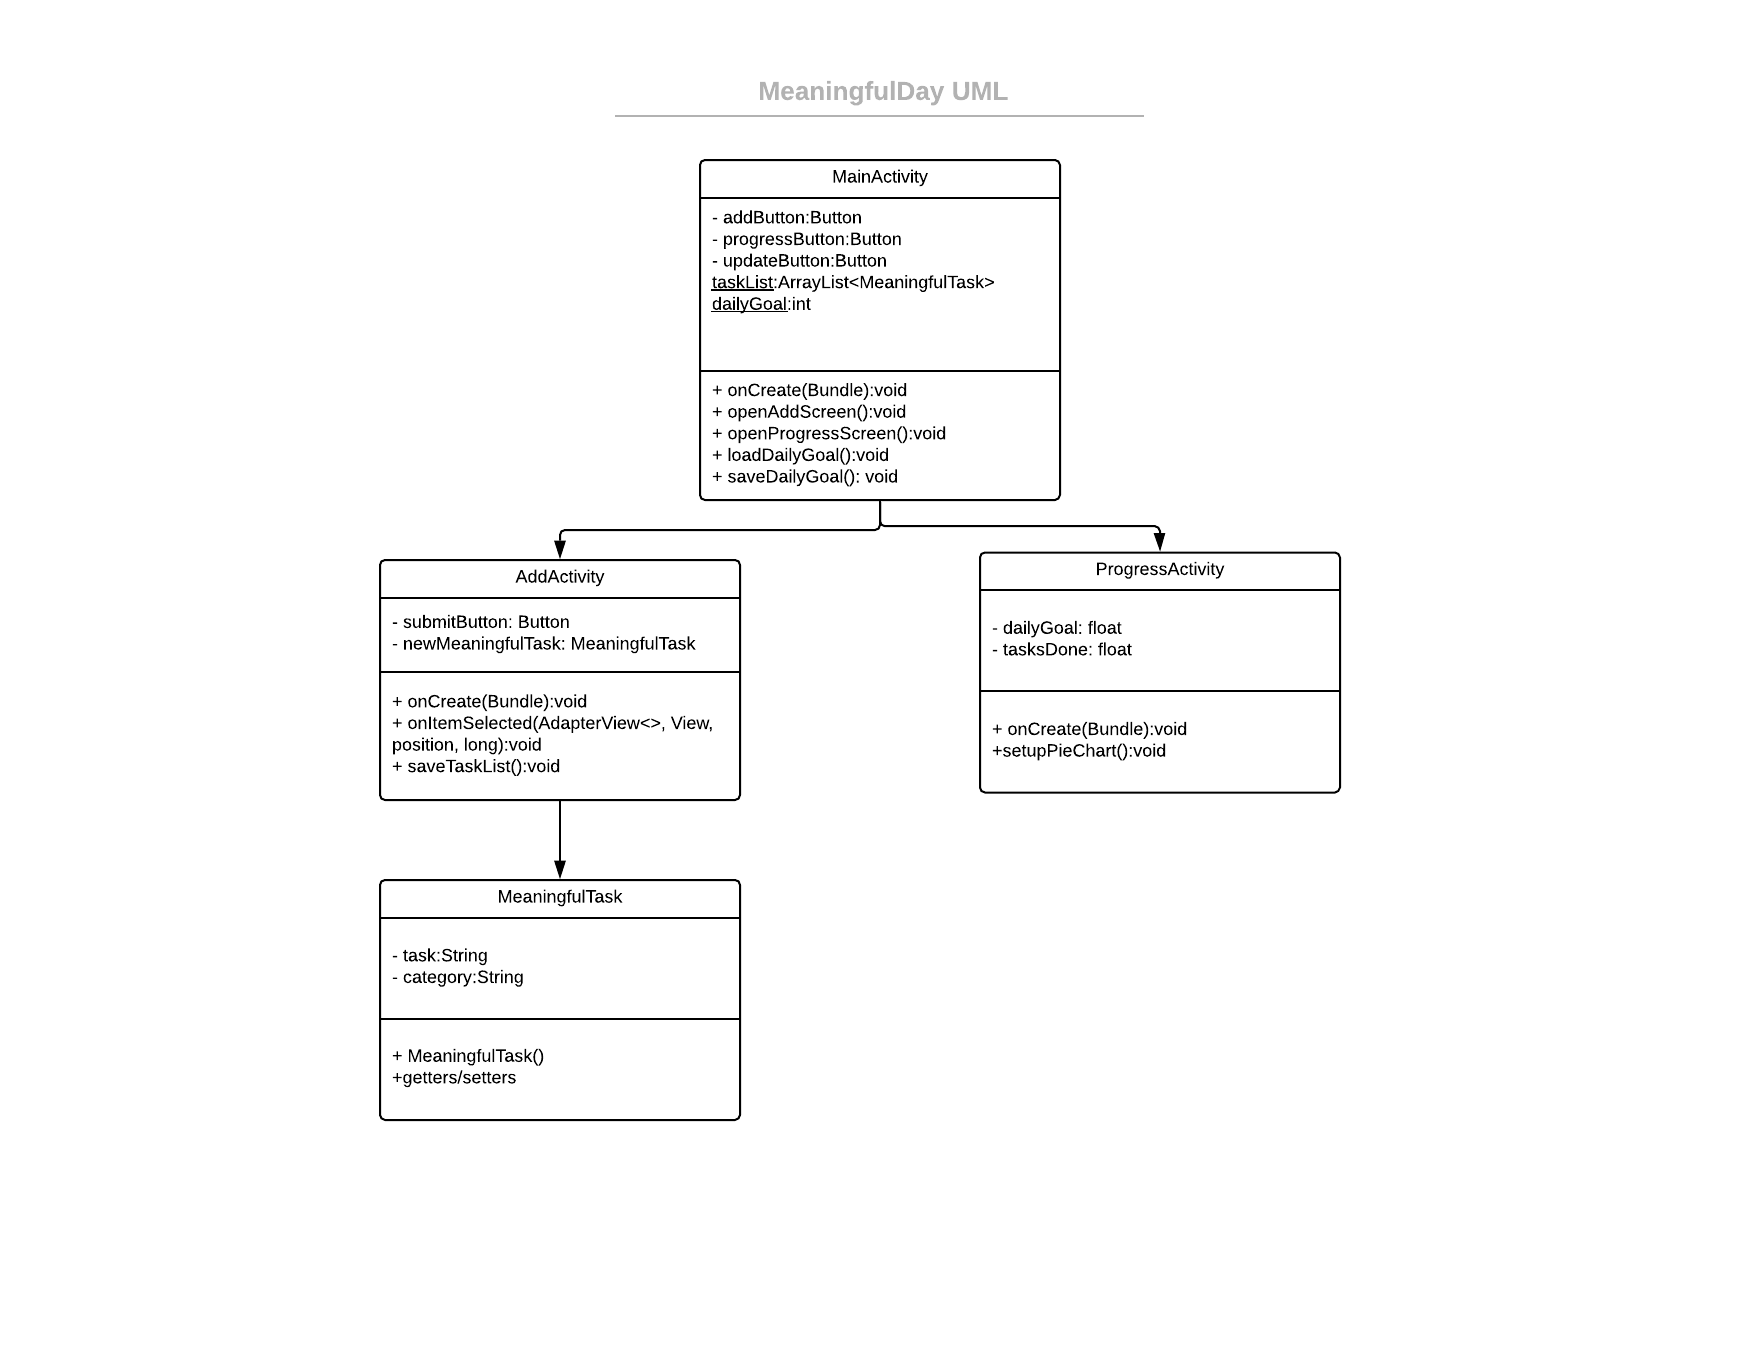 MeaningfulDay UML
MainActivity
- addButton:Button
- progressButton:Button
- updateButton:Button
taskList:ArrayList<MeaningfulTask>
dailyGoal:int
+ onCreate(Bundle):void
+ openAddScreen():void
+ openProgressScreen():void
+ loadDailyGoal():void
+ saveDailyGoal(): void
AddActivity
- submitButton: Button
- newMeaningfulTask: MeaningfulTask
+ onCreate(Bundle):void
+ onItemSelected(AdapterView<>, View,
position, long):void
+ saveTaskList():void
ProgressActivity
- dailyGoal: float
- tasksDone: float
+ onCreate(Bundle):void
+setupPieChart():void
MeaningfulTask
- task:String
- category:String
+ MeaningfulTask()
+getters/setters